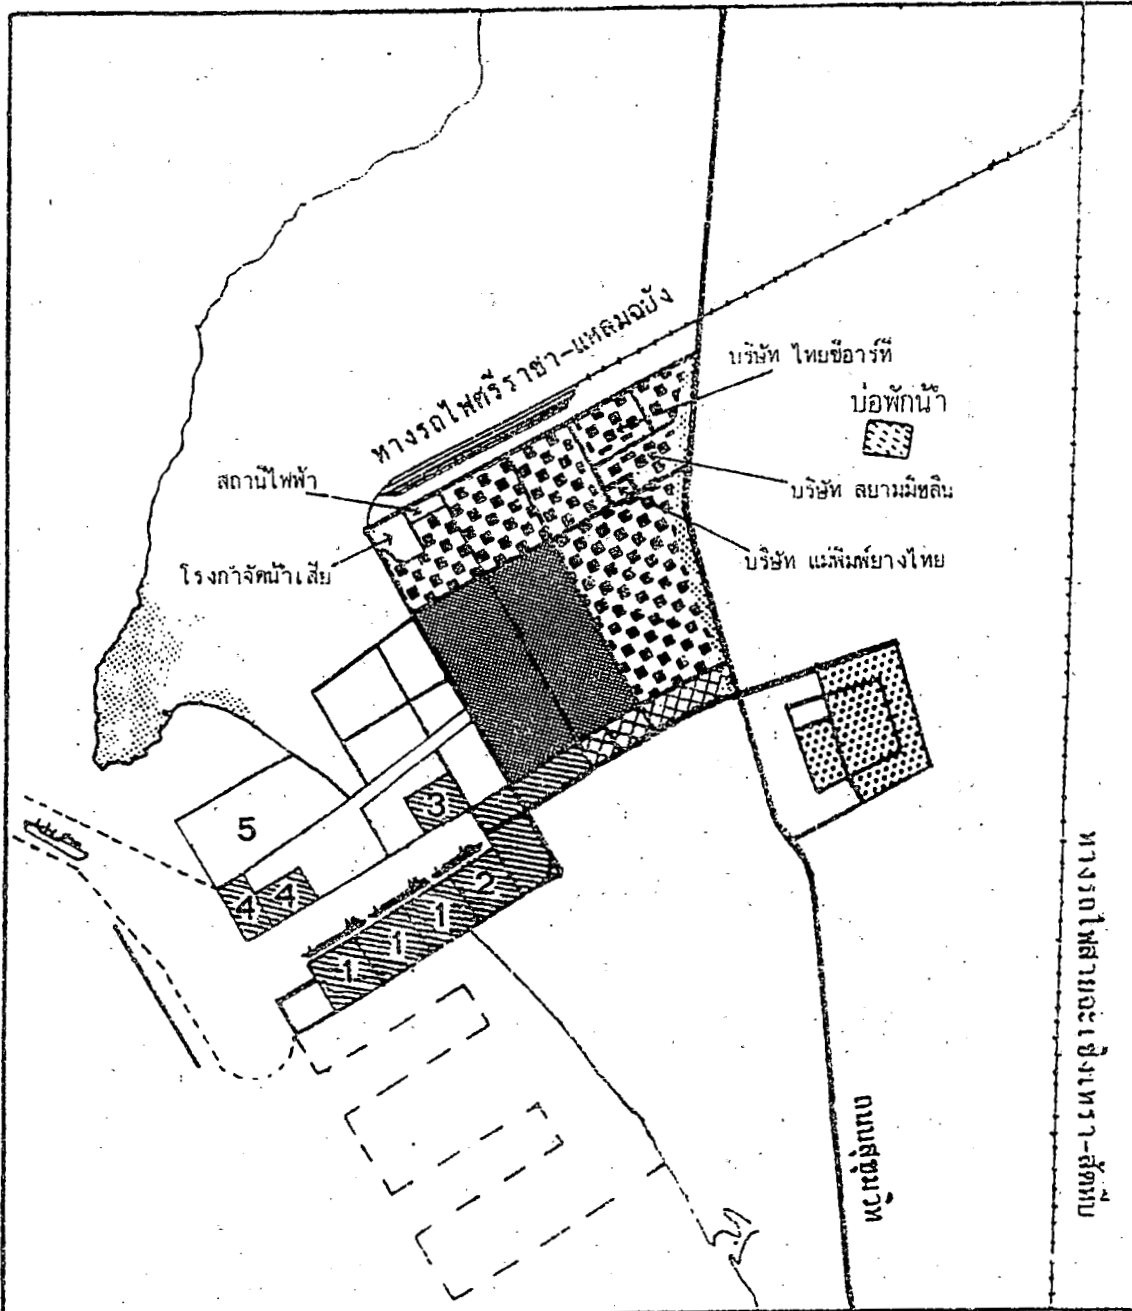 ทางรถไฟศรีราชา-แหลมฉบัง
บริษัท ไทยซีอาร์ที
บ่อพักน้ำ
สถานีไฟฟ้า
บริษัท สยามมิชลิน
บริษัท แม่พิมพ์ยางไทย
โรงกำจัดน้ำเสีย
3
5
4
4
2
1
1
1
ทางรถไฟสายฉะเชิงเทรา-สัตหีบ
ถนนสุขุมวิท